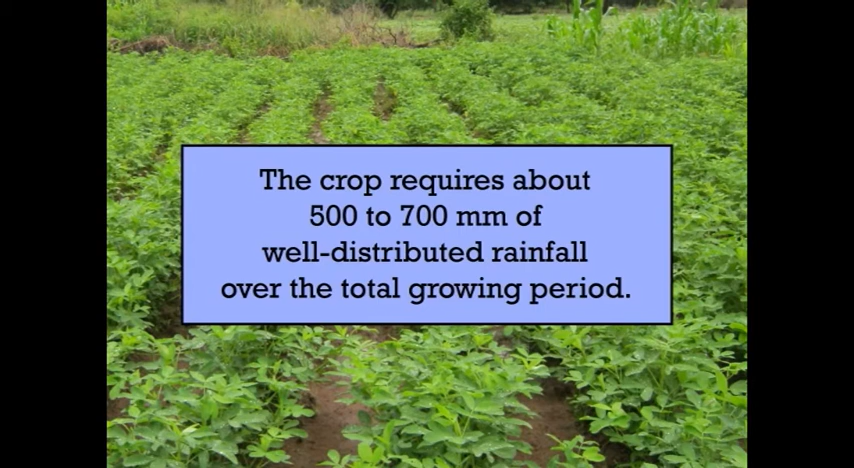 The crop requires about
500 to 700 mm of
well-distributed rainfall
over the total growing period.